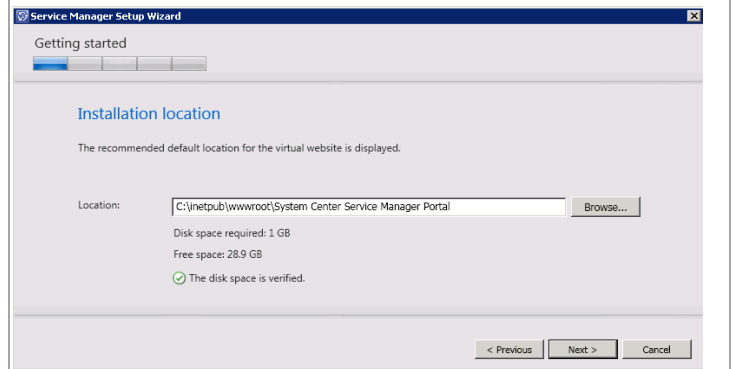 Service Manager Setup Wizard
Getting started
Installation location
The recommended default location for the virtual website is displayed.
Location: C:\inetpub\wwwroot\System Center Service Manager Portal Browse...
Disk space required: 1 GB
Free space: 28.9 GB
The disk space is verified.
< Previous Next > Cancel